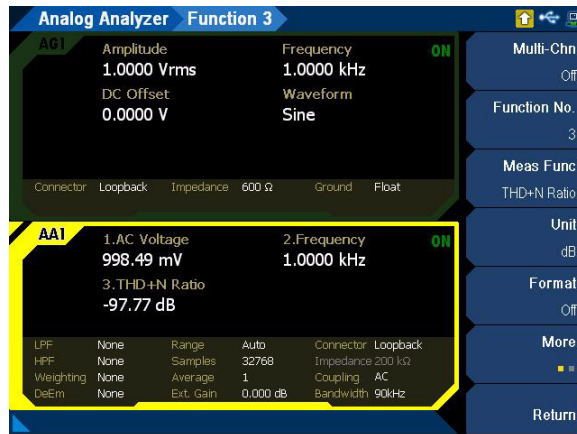 Analog Analyzer Function 3
AG1
ON
Amplitude Frequency
1.0000 Vrms 1.0000 kHz
DC Offset Waveform
0.0000 V Sine
Connector Loopback Impedance 600 Ω Ground Float
AA1
ON
1.AC Voltage 2.Frequency
998.49 mV 1.0000 kHz
3.THD+N Ratio
-97.77 dB
LPF None Range Auto Connector Loopback
HPF None Samples 32768 Impedance 200 kΩ
Weighting None Average 1 Coupling AC
DeEm None Ext. Gain 0.000 dB Bandwidth 90kHz
Multi-Chn
Off
Function No.
3
Meas Func
THD+N Ratio
Unit
dB
Format
Off
More
Return